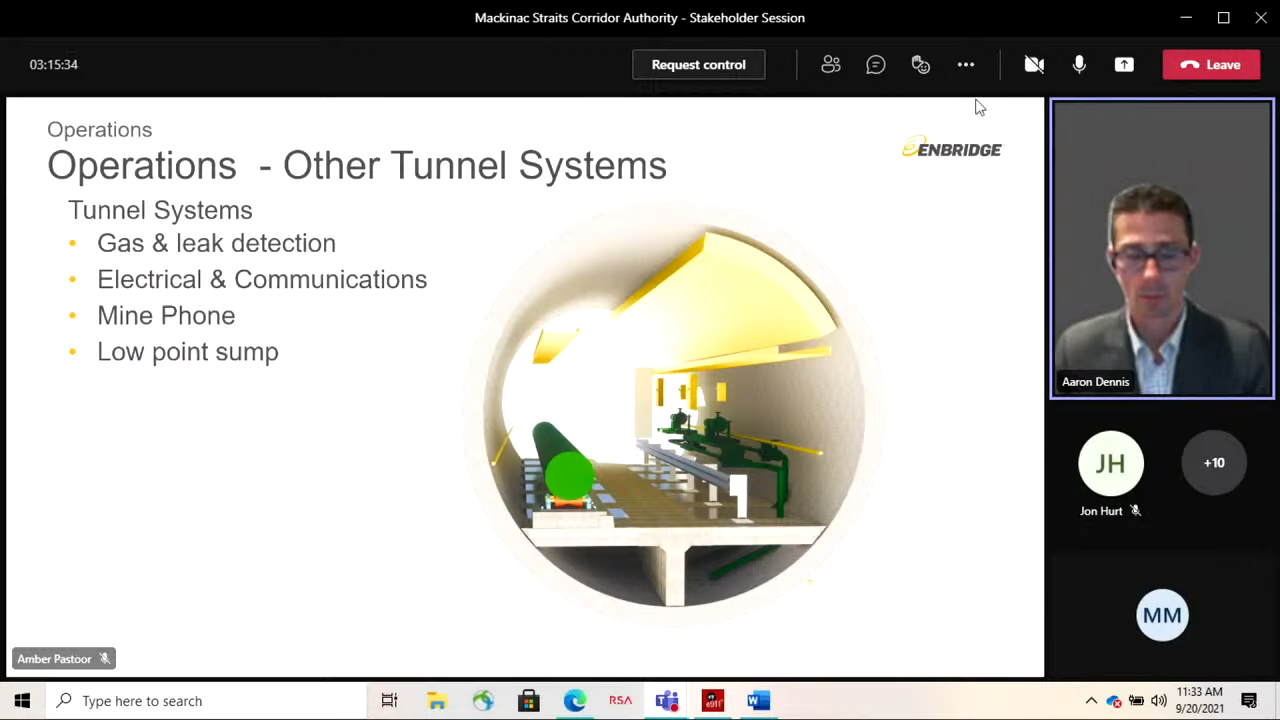 Mackinac Straits Corridor Authority - Stakeholder Session
03:15:34
Request control
Leave
Operations
Operations - Other Tunnel Systems
ENBRIDGE
Tunnel Systems
• Gas & leak detection
• Electrical & Communications
• Mine Phone
• Low point sump
Aaron Dennis
JH
+10
Jon Hurt
MM
Amber Pastoor
Type here to search
RSA
11:33 AM
9/20/2021